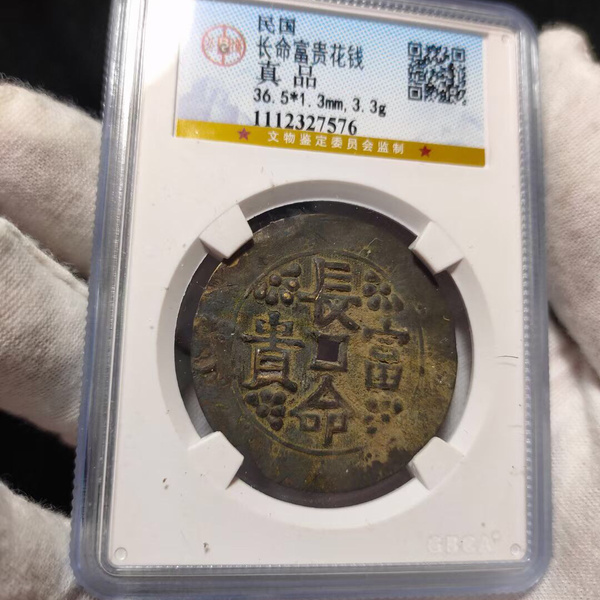 民国
长命富贵花钱
真品
36.5*1.3mm,3.3g
1112327576
文物鉴定委员会监制
長命富貴